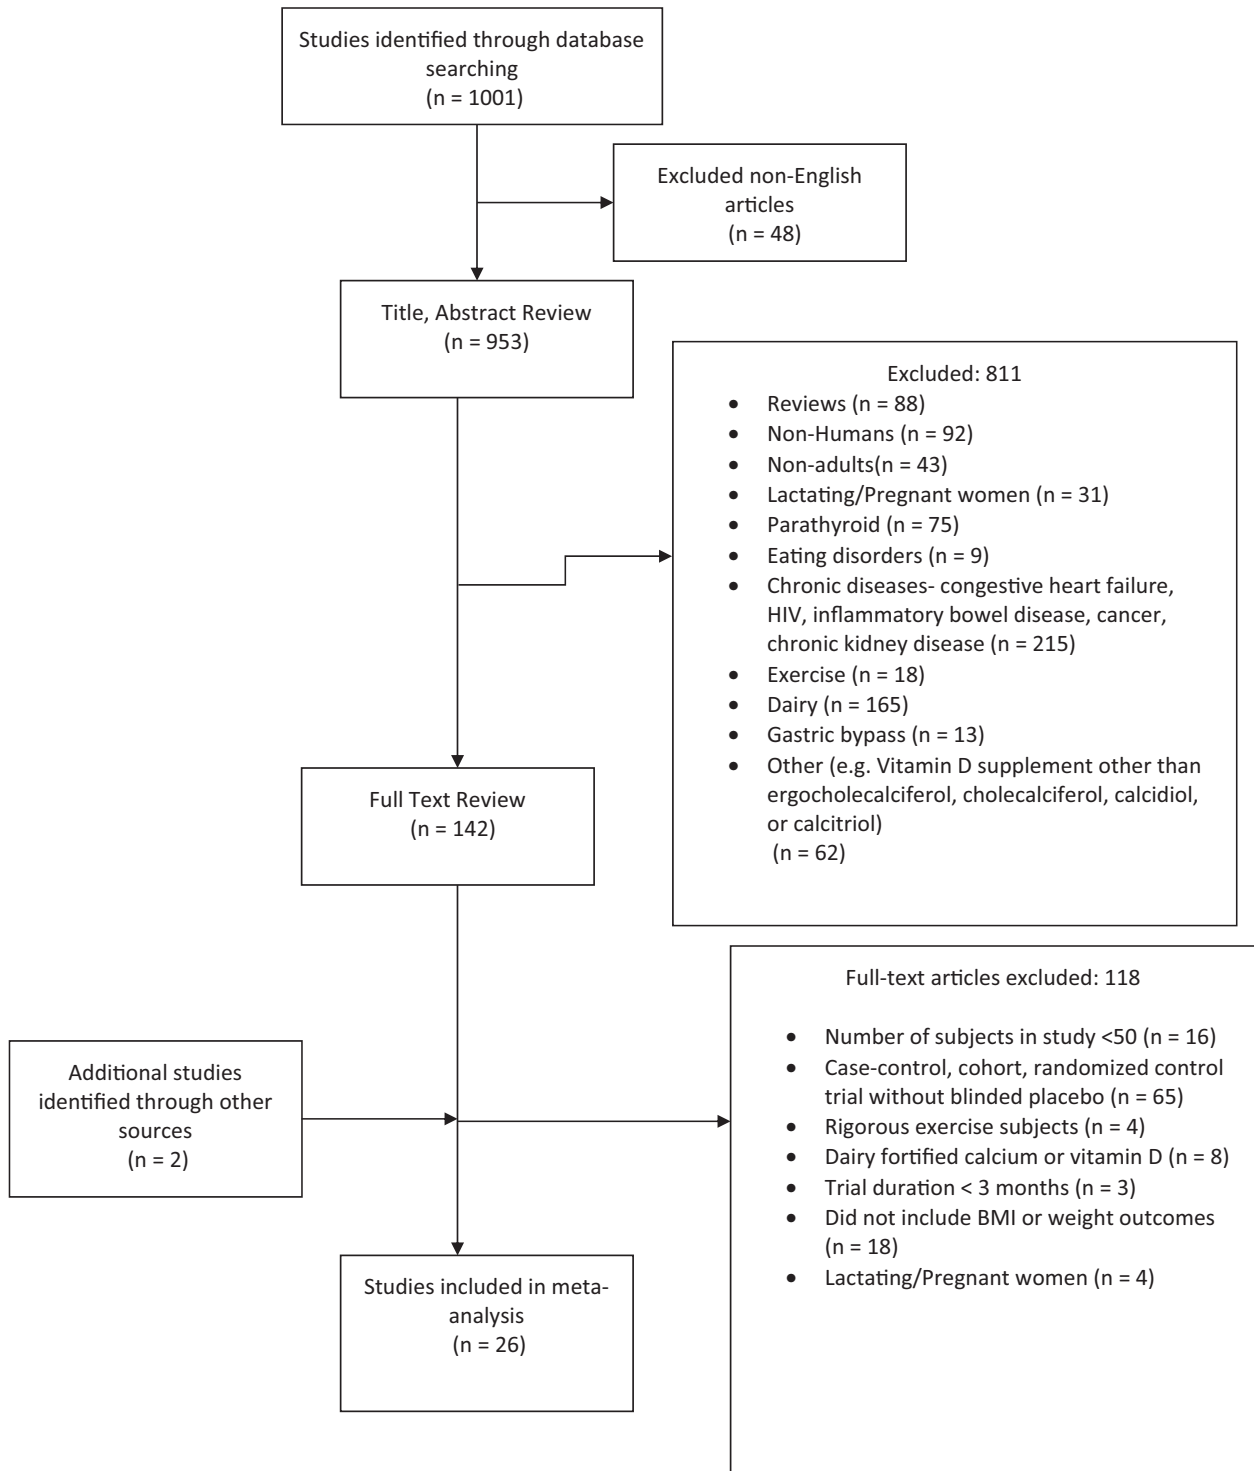 Studies identified through database
searching
(n = 1001)
Excluded non-English
articles
(n = 48)
Title, Abstract Review
(n = 953)
Excluded: 811
• Reviews (n = 88)
• Non-Humans (n = 92)
• Non-adults(n = 43)
• Lactating/Pregnant women (n = 31)
• Parathyroid (n = 75)
• Eating disorders (n = 9)
• Chronic diseases- congestive heart failure,
HIV, inflammatory bowel disease, cancer,
chronic kidney disease (n = 215)
• Exercise (n = 18)
• Dairy (n = 165)
• Gastric bypass (n = 13)
• Other (e.g. Vitamin D supplement other than
ergocholecalciferol, cholecalciferol, calcidiol,
or calcitriol)
(n = 62)
Full Text Review
(n = 142)
Full-text articles excluded: 118
• Number of subjects in study <50 (n = 16)
• Case-control, cohort, randomized control
trial without blinded placebo (n = 65)
• Rigorous exercise subjects (n = 4)
• Dairy fortified calcium or vitamin D (n = 8)
• Trial duration < 3 months (n = 3)
• Did not include BMI or weight outcomes
(n = 18)
• Lactating/Pregnant women (n = 4)
Additional studies
identified through other
sources
(n = 2)
Studies included in meta-
analysis
(n = 26)